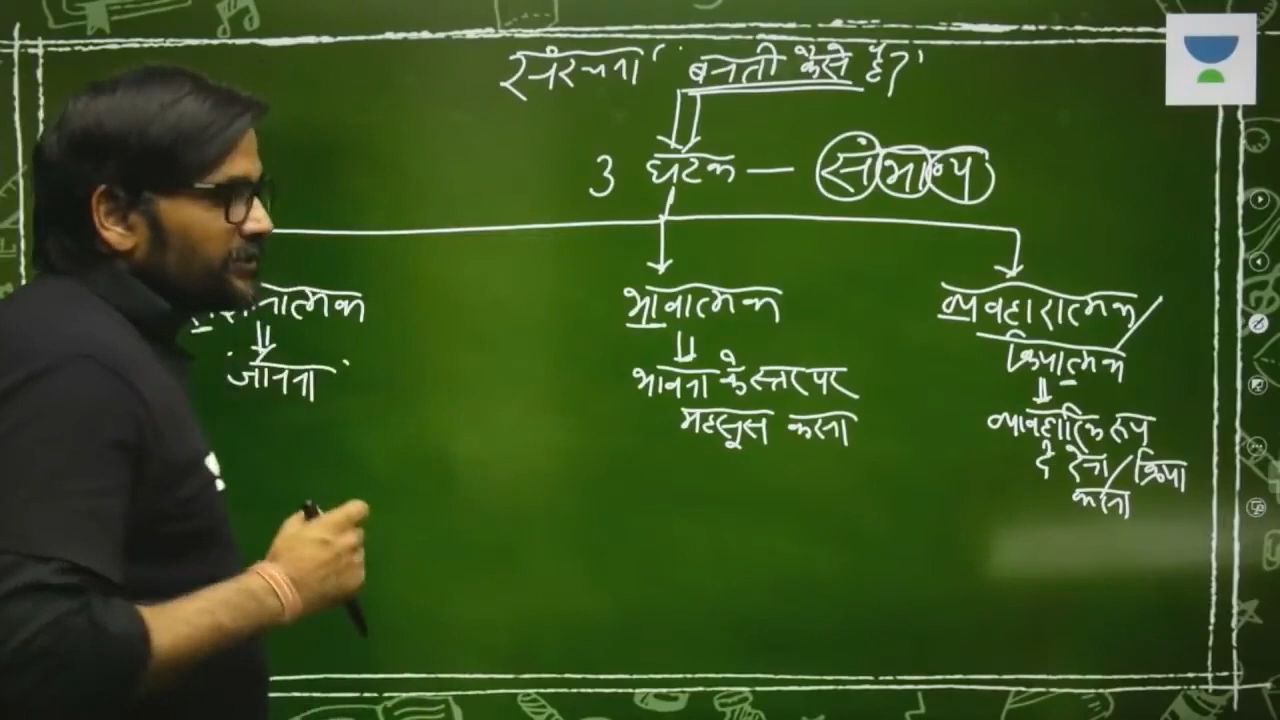 संरचना बनती कैसे है?
3 घटक — सं भा व्य
नात्मक
जानना
भावात्मक
भावना के स्तर पर
महसूस करना
व्यवहारात्मक/
क्रियात्मक
व्यावहारिक रूप
दे देना/क्रिया
करना